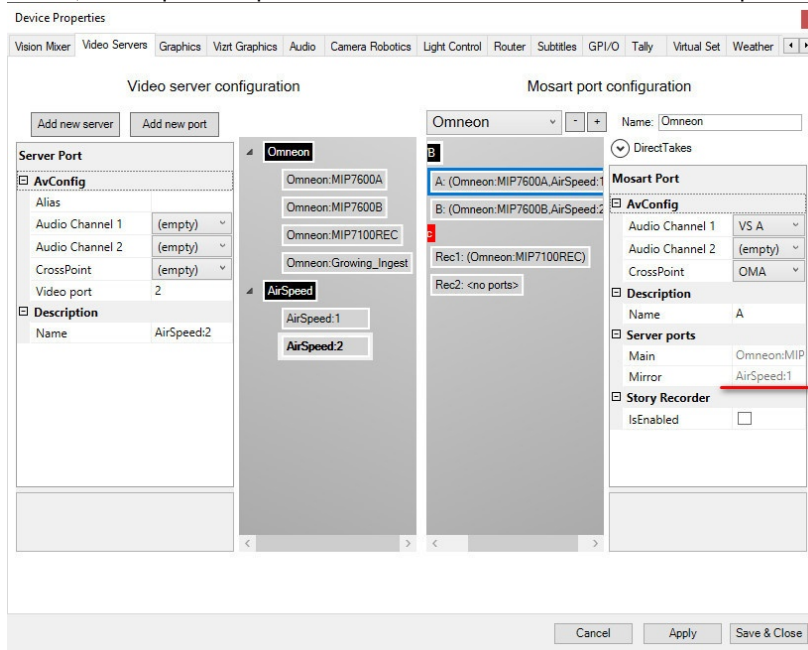 Device Properties
Vision Mixer Video Servers Graphics Vizrt Graphics Audio Camera Robotics Light Control Router Subtitles GPI/O Tally Virtual Set Weather
Video server configuration
Mosart port configuration
Add new server Add new port
Omneon - + Name: Omneon
DirectTakes
Server Port
AvConfig
Alias
Audio Channel 1 (empty)
Audio Channel 2 (empty)
CrossPoint (empty)
Video port 2
Description
Name AirSpeed:2
Omneon
Omneon:MIP7600A
Omneon:MIP7600B
Omneon:MIP7100REC
Omneon:Growing_Ingest
AirSpeed
AirSpeed:1
AirSpeed:2
B
A: (Omneon:MIP7600A,AirSpeed:1
B: (Omneon:MIP7600B,AirSpeed:2
c
Rec1: (Omneon:MIP7100REC)
Rec2: <no ports>
Mosart Port
AvConfig
Audio Channel 1 VS A
Audio Channel 2 (empty)
CrossPoint OMA
Description
Name A
Server ports
Main Omneon:MIP
Mirror AirSpeed:1
Story Recorder
IsEnabled
Cancel Apply Save & Close